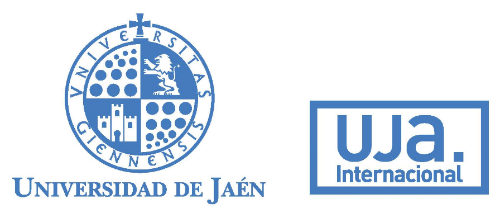 VNIVERSITAS
GIENNENSIS
UNIVERSIDAD DE JAÉN
uja.
Internacional